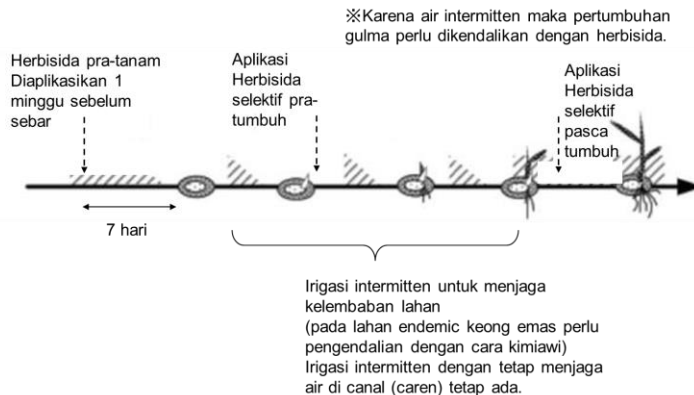 ※Karena air intermitten maka pertumbuhan
gulma perlu dikendalikan dengan herbisida.
Herbisida pra-tanam
Diaplikasikan 1
minggu sebelum
sebar
Aplikasi
Herbisida
selektif pra-
tumbuh
Aplikasi
Herbisida
selektif
pasca
tumbuh
7 hari
Irigasi intermitten untuk menjaga
kelembaban lahan
(pada lahan endemic keong emas perlu
pengendalian dengan cara kimiawi)
Irigasi intermitten dengan tetap menjaga
air di canal (caren) tetap ada.